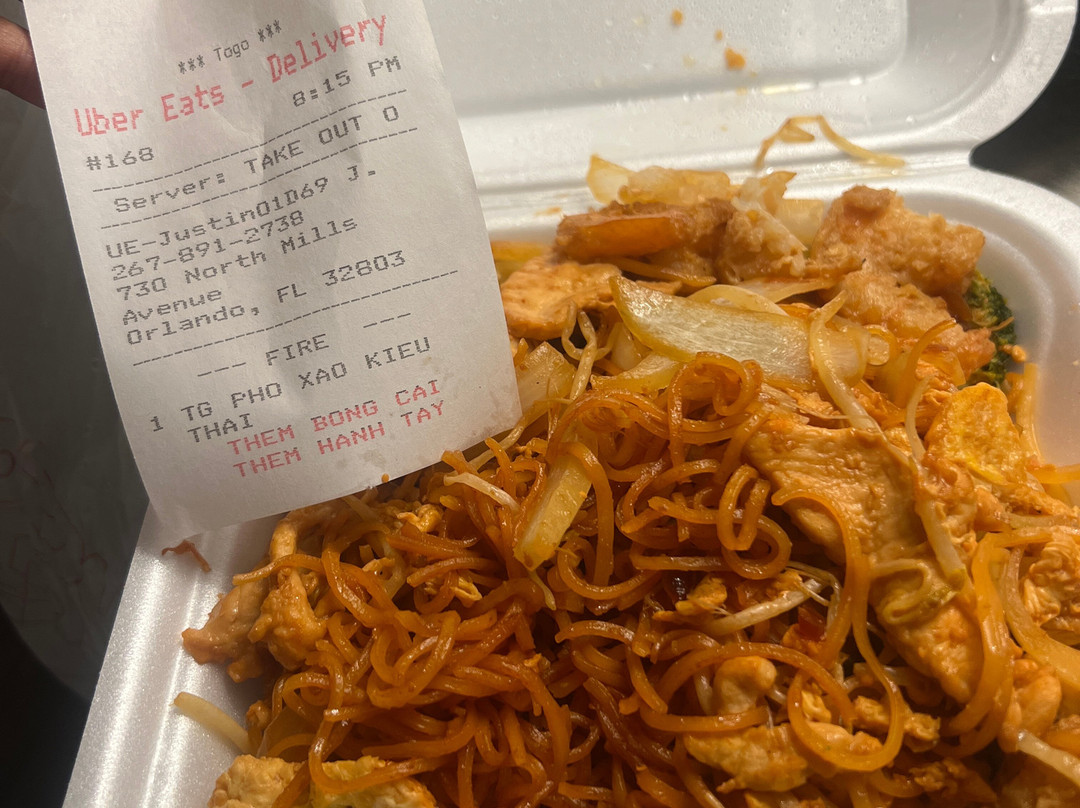 *** Togo ***
Uber Eats - Delivery
8:15 PM
#168
Server: TAKE OUT O
UE-Justin01D69 J.
267-891-2738
730 North Mills
Avenue
Orlando, FL 32803
--- FIRE ---
1 TG PHO XAO KIEU
THAI
THEM BONG CAI
THEM HANH TAY